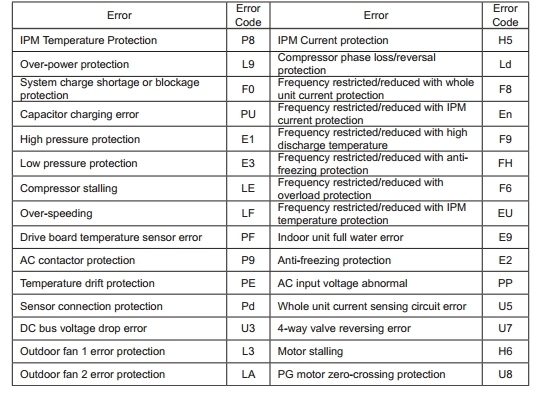 Error Error Code Error Error Code
IPM Temperature Protection P8 IPM Current protection H5
Over-power protection L9 Compressor phase loss/reversal protection Ld
System charge shortage or blockage protection F0 Frequency restricted/reduced with whole unit current protection F8
Capacitor charging error PU Frequency restricted/reduced with IPM current protection En
High pressure protection E1 Frequency restricted/reduced with high discharge temperature F9
Low pressure protection E3 Frequency restricted/reduced with anti-freezing protection FH
Compressor stalling LE Frequency restricted/reduced with overload protection F6
Over-speeding LF Frequency restricted/reduced with IPM temperature protection EU
Drive board temperature sensor error PF Indoor unit full water error E9
AC contactor protection P9 Anti-freezing protection E2
Temperature drift protection PE AC input voltage abnormal PP
Sensor connection protection Pd Whole unit current sensing circuit error U5
DC bus voltage drop error U3 4-way valve reversing error U7
Outdoor fan 1 error protection L3 Motor stalling H6
Outdoor fan 2 error protection LA PG motor zero-crossing protection U8